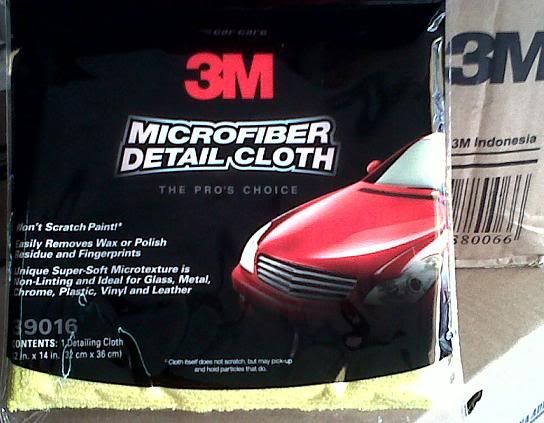 car care
3M
MICROFIBER
DETAIL CLOTH
THE PRO'S CHOICE
Won't Scratch Paint!*
Easily Removes Wax or Polish
Residue and Fingerprints
Unique Super-Soft Microtexture is
Non-Linting and Ideal for Glass, Metal,
Chrome, Plastic, Vinyl and Leather
39016
CONTENTS: 1 Detailing Cloth
in. x 14 in. (32 cm x 36 cm)
* Cloth itself does not scratch, but may pick-up
and hold particles that do.
3M
3M Indonesia
880066